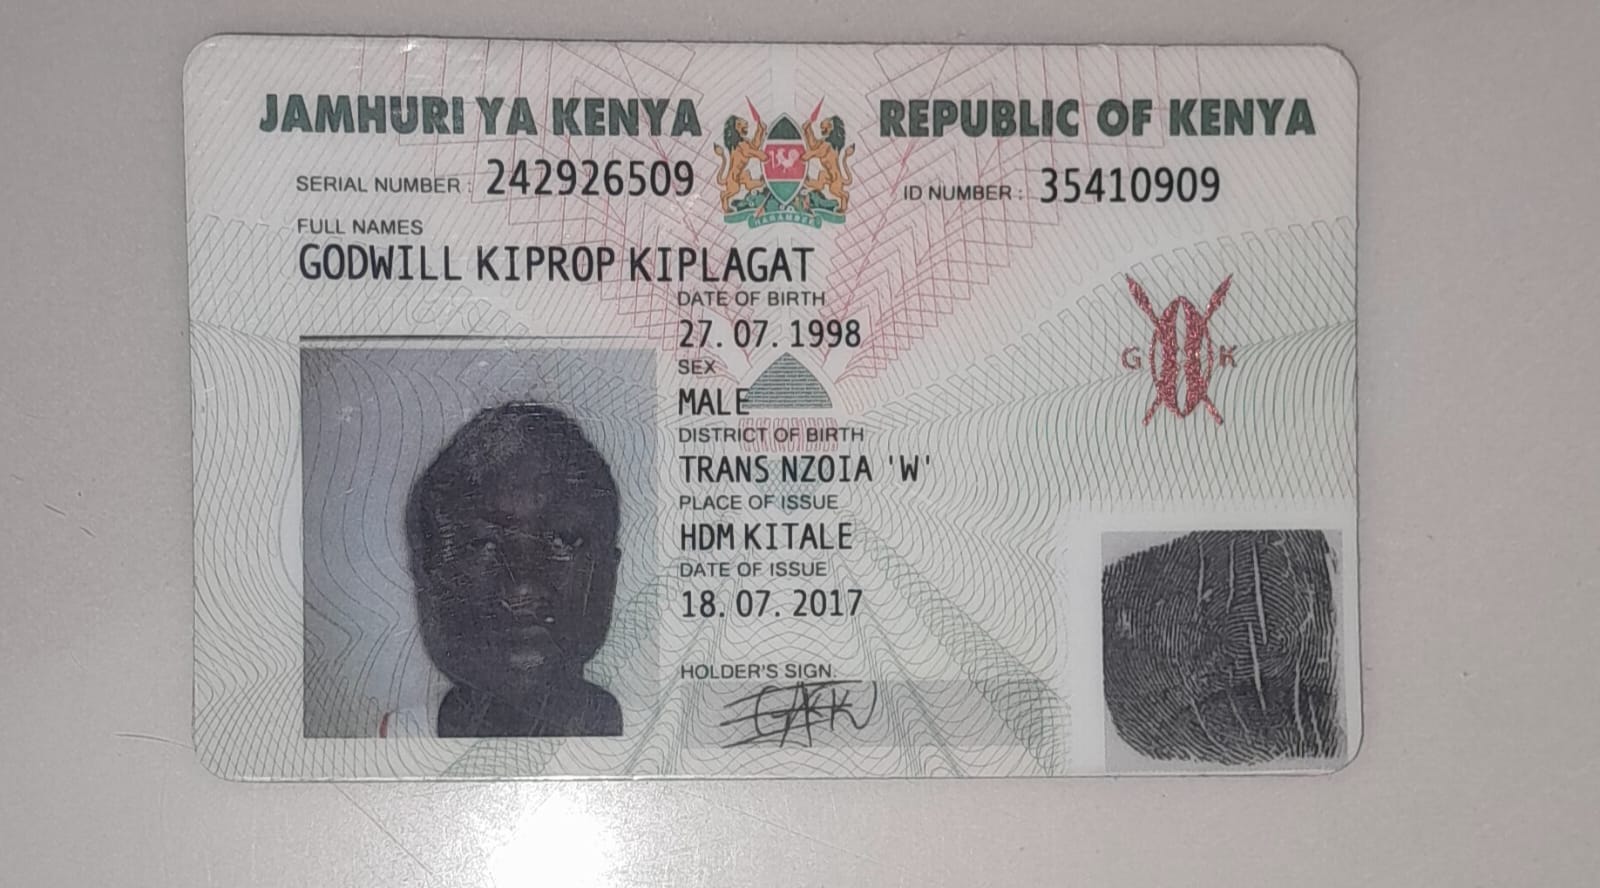 JAMHURI YA KENYA REPUBLIC OF KENYA
SERIAL NUMBER : 242926509 ID NUMBER : 35410909
HARAMBEE
FULL NAMES
GODWILL KIPROP KIPLAGAT
DATE OF BIRTH
27. 07. 1998
SEX
MALE
DISTRICT OF BIRTH
TRANS NZOIA 'W'
PLACE OF ISSUE
HDM KITALE
DATE OF ISSUE
18. 07. 2017
HOLDER'S SIGN.
G K